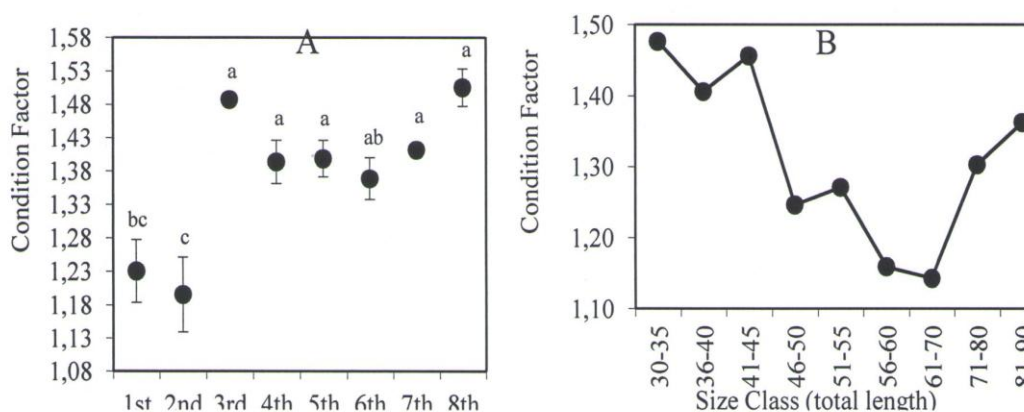 A
Condition Factor
1,58
1,53
1,48
1,43
1,38
1,33
1,28
1,23
1,18
1,13
1,08
bc
c
a
a
a
ab
a
a
1st 2nd 3rd 4th 5th 6th 7th 8th
B
Condition Factor
1,50
1,40
1,30
1,20
1,10
30-35
36-40
41-45
46-50
51-55
56-60
61-70
71-80
81-90
Size Class (total length)